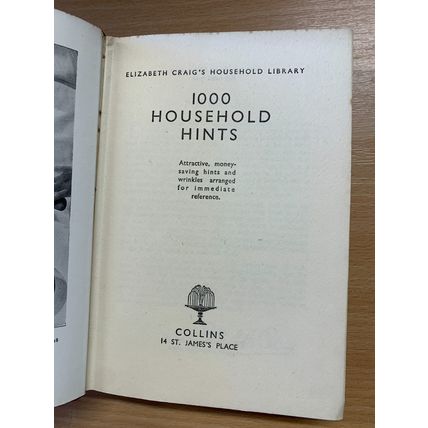 ELIZABETH CRAIG'S HOUSEHOLD LIBRARY
1000
HOUSEHOLD
HINTS
Attractive, money-
saving hints and
wrinkles arranged
for immediate
reference.
COLLINS
14 ST. JAMES'S PLACE